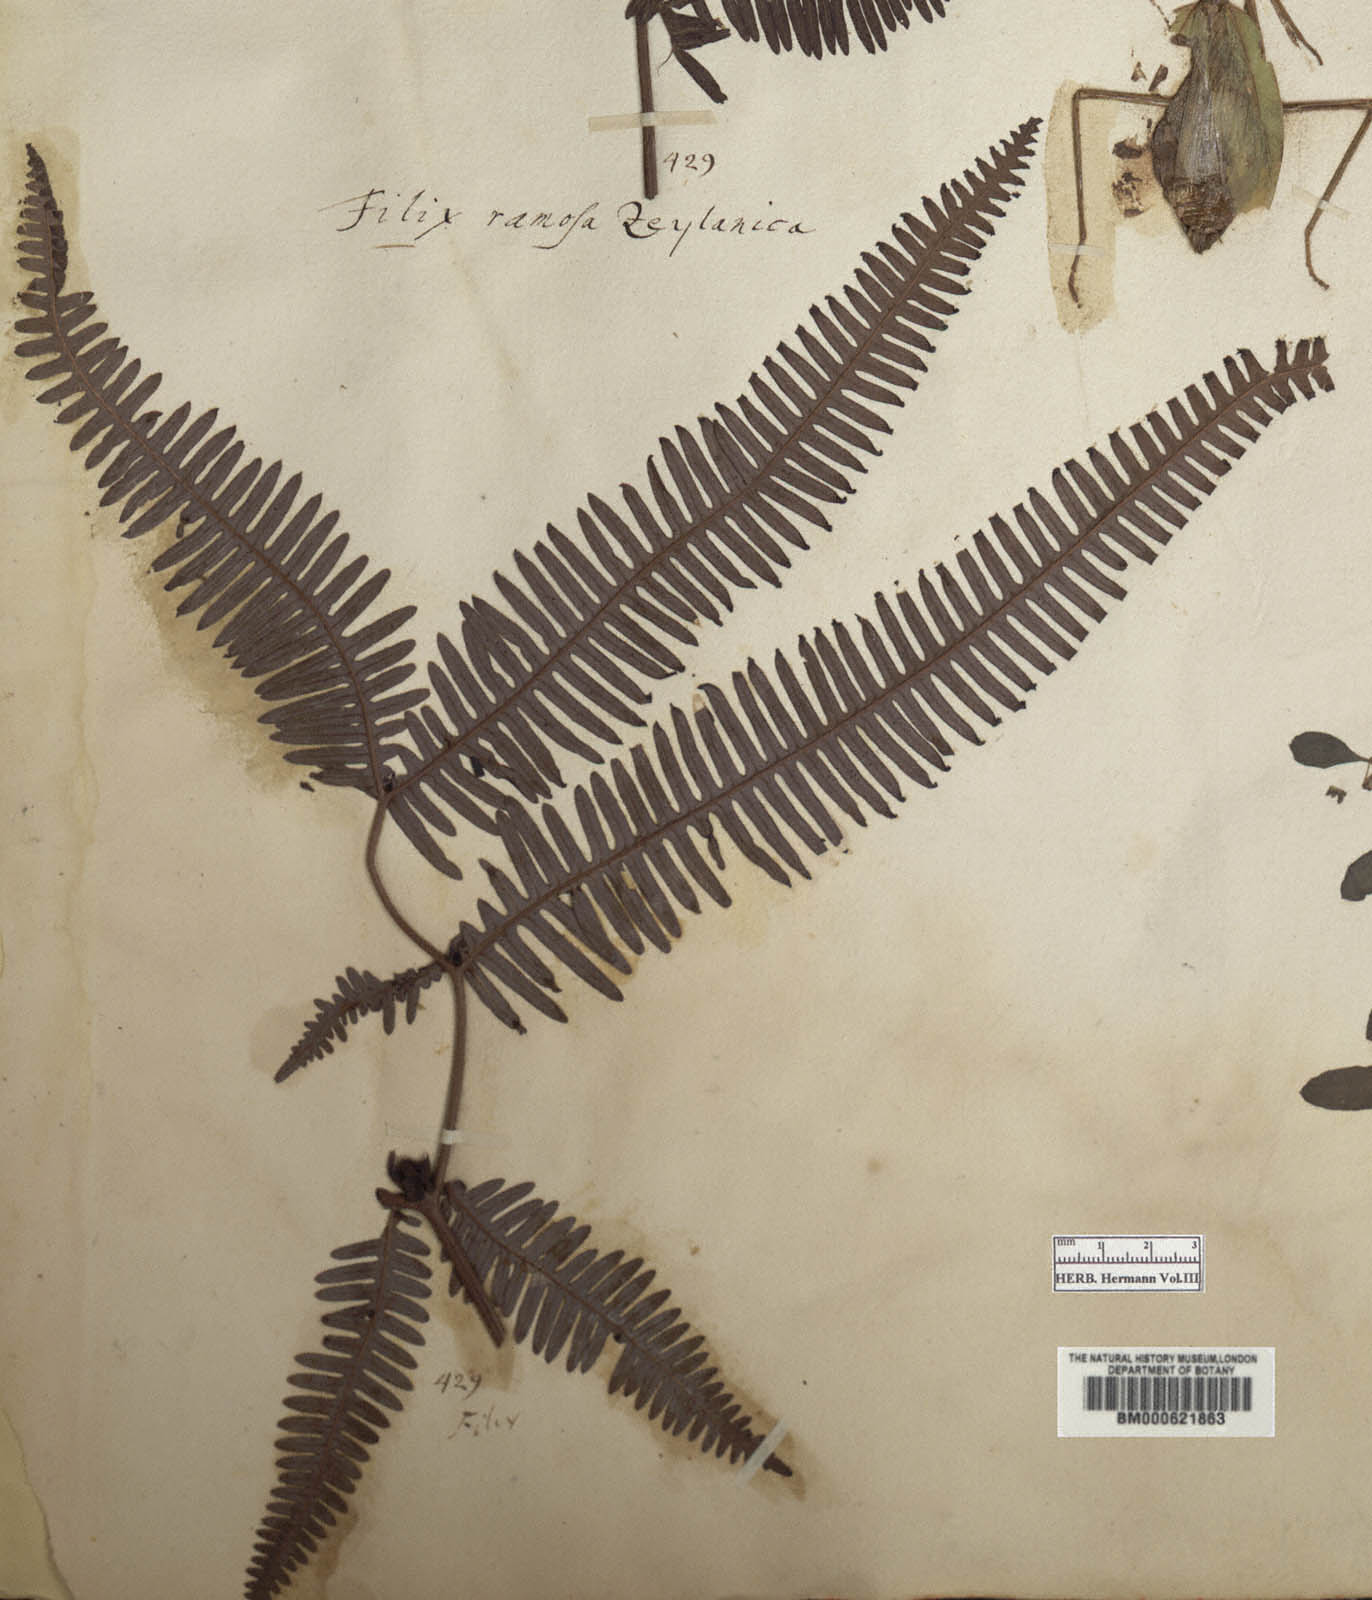 429
Filix ramosa Zeylanica
mm 1 2 3
HERB. Hermann Vol.III
THE NATURAL HISTORY MUSEUM,LONDON
DEPARTMENT OF BOTANY
BM000621863
429
Filix